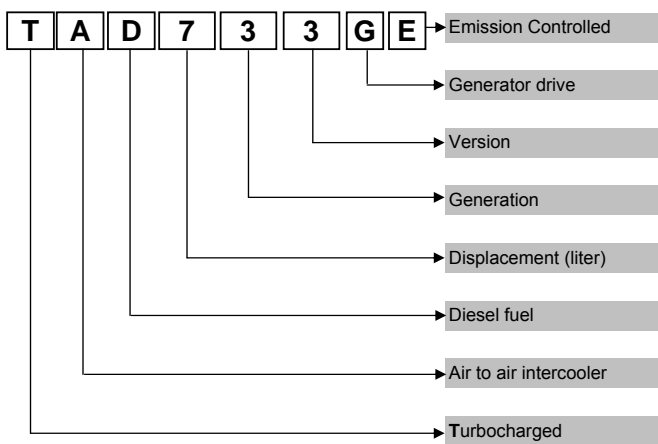 T A D 7 3 3 G E
Emission Controlled
Generator drive
Version
Generation
Displacement (liter)
Diesel fuel
Air to air intercooler
Turbocharged